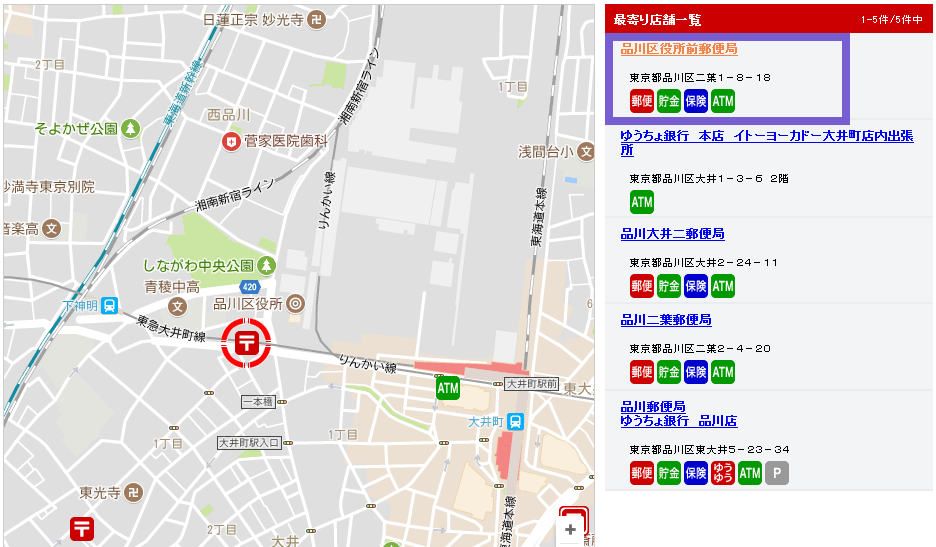 日蓮正宗 妙光寺
卍
湘南新宿ライン
2丁目
東海道新幹線
1丁目
西品川
そよかぜ公園
菅家医院歯科
浅間台小
文
妙満寺東京別院
湘南新宿ライン
りんかい線
東海道本線
音楽高
文
しながわ中央公園
420
青稜中高
文
品川区役所
下神明
東急大井町線
〒
りんかい線
ATM
大井町駅前
東大
一本橋
大井町
1丁目
大井町駅入口
1丁目
東光寺
卍
〒
2丁目
大井
東海道本線
+
最寄り店舗一覧
1-5件/5件中
品川区役所前郵便局
東京都品川区二葉1-8-18
郵便 貯金 保険 ATM
ゆうちょ銀行 本店 イトーヨーカドー大井町店内出張
所
東京都品川区大井1-3-6 2階
ATM
品川大井二郵便局
東京都品川区大井2-24-11
郵便 貯金 保険 ATM
品川二葉郵便局
東京都品川区二葉2-4-20
郵便 貯金 保険 ATM
品川郵便局
ゆうちょ銀行 品川店
東京都品川区東大井5-23-34
郵便 貯金 保険 ゆうゆう ATM P